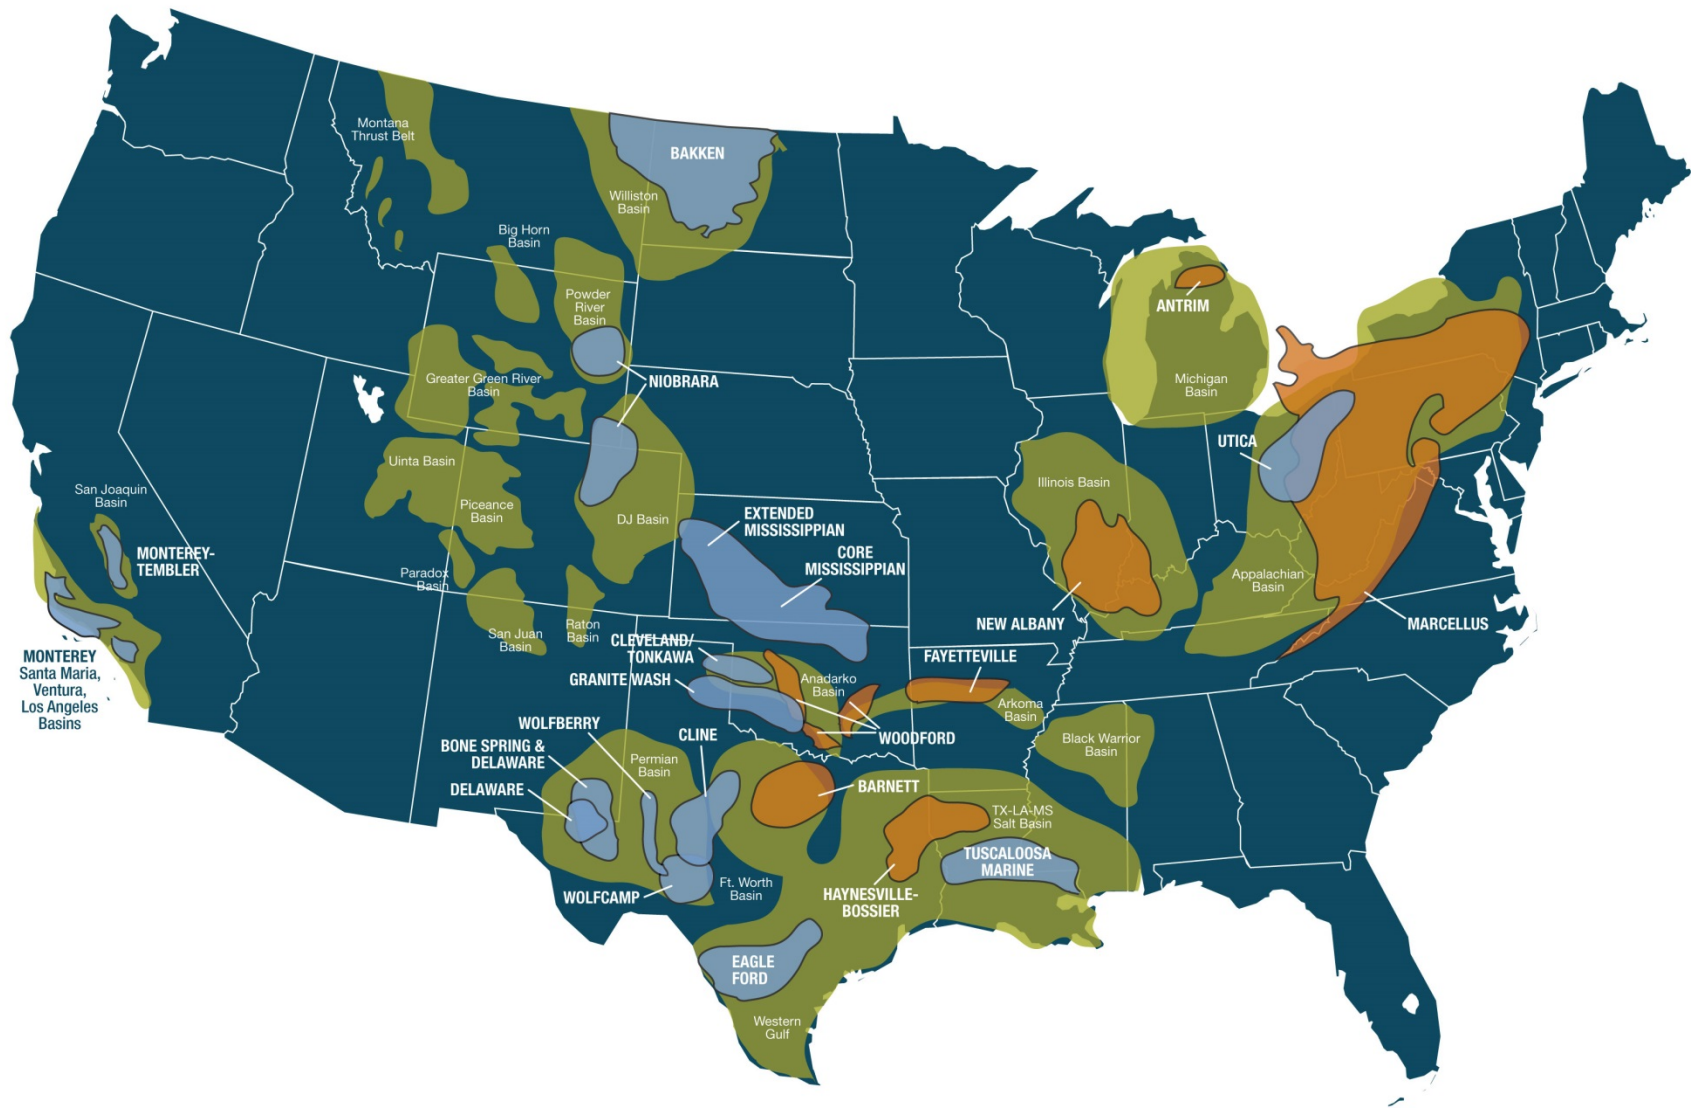 Montana
Thrust Belt
BAKKEN
Williston
Basin
Big Horn
Basin
Powder
River
Basin
ANTRIM
Greater Green River
Basin
NIOBRARA
Michigan
Basin
UTICA
Uinta Basin
San Joaquin
Basin
Piceance
Basin
DJ Basin
Illinois Basin
EXTENDED
MISSISSIPPIAN
CORE
MISSISSIPPIAN
MONTEREY-
TEMBLER
Paradox
Basin
Appalachian
Basin
San Juan
Basin
Raton
Basin
NEW ALBANY
MARCELLUS
CLEVELAND/
TONKAWA
GRANITE WASH
FAYETTEVILLE
MONTEREY
Santa Maria,
Ventura,
Los Angeles
Basins
Anadarko
Basin
Arkoma
Basin
WOLFBERRY
CLINE
WOODFORD
Black Warrior
Basin
BONE SPRING &
DELAWARE
Permian
Basin
DELAWARE
BARNETT
TX-LA-MS
Salt Basin
TUSCALOOSA
MARINE
WOLFCAMP
Ft. Worth
Basin
HAYNESVILLE-
BOSSIER
EAGLE
FORD
Western
Gulf